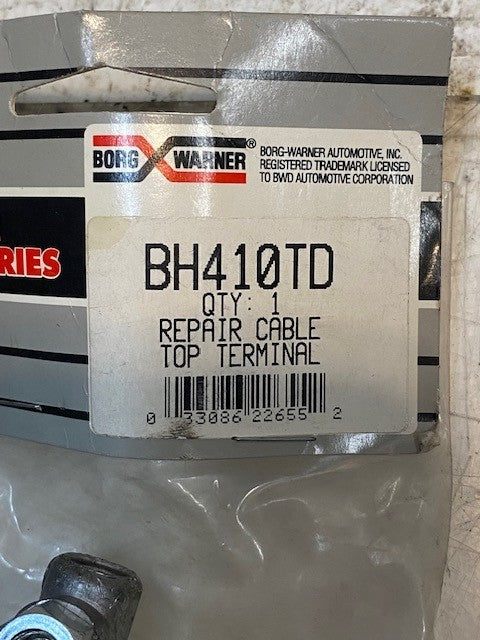 BORG WARNER®
BORG-WARNER AUTOMOTIVE, INC.
REGISTERED TRADEMARK LICENSED
TO BWD AUTOMOTIVE CORPORATION
RIES
BH410TD
QTY: 1
REPAIR CABLE
TOP TERMINAL
0 33086 22655 2